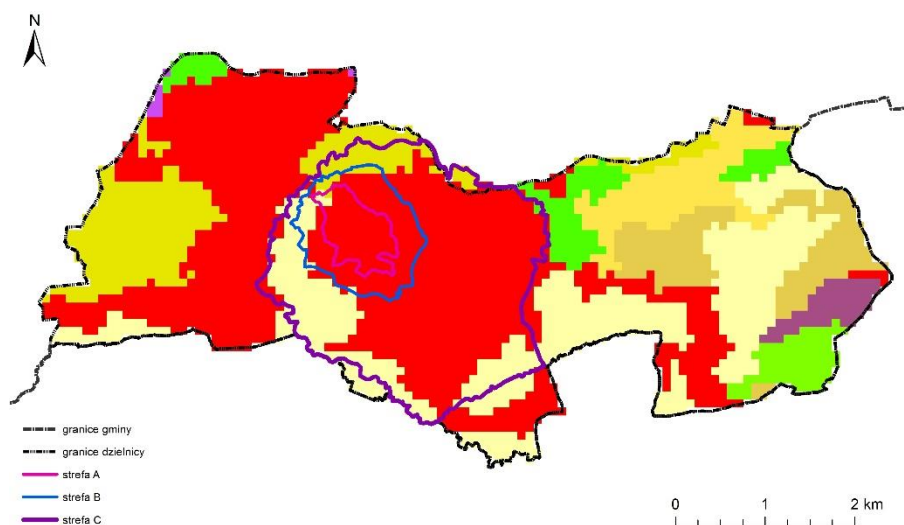 N
granice gminy
granice dzielnicy
strefa A
strefa B
strefa C
0 1 2 km